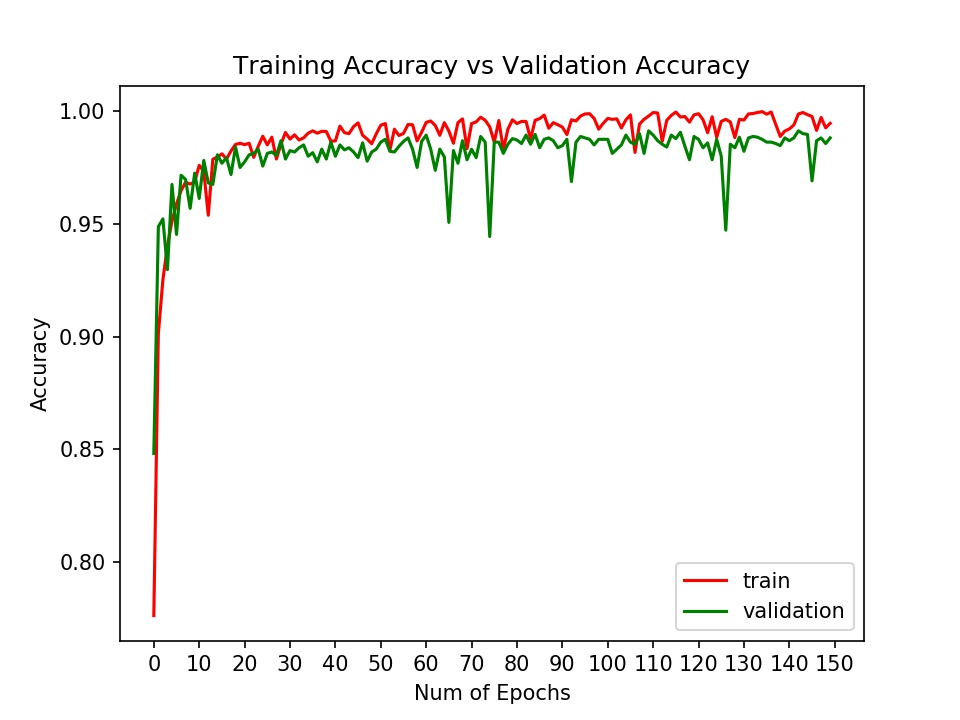 Training Accuracy vs Validation Accuracy
1.00
0.95
0.90
0.85
0.80
Accuracy
train
validation
0 10 20 30 40 50 60 70 80 90 100 110 120 130 140 150
Num of Epochs